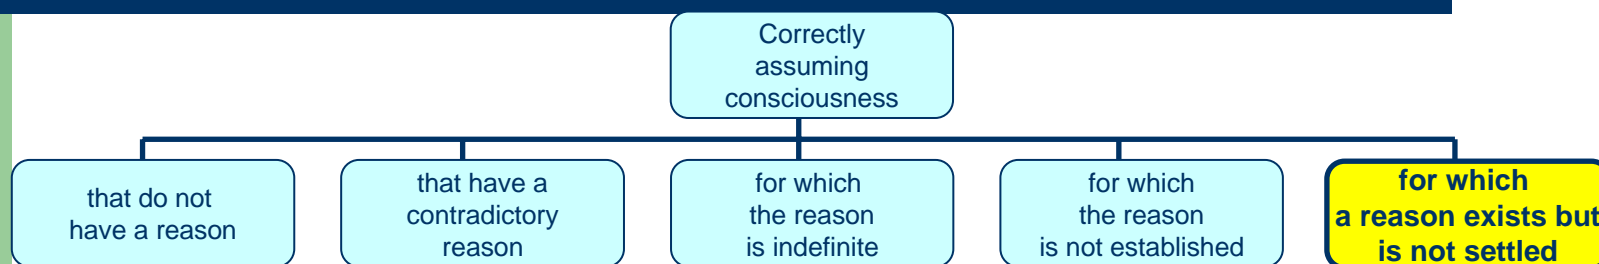 Correctly
assuming
consciousness
that do not
have a reason
that have a
contradictory
reason
for which
the reason
is indefinite
for which
the reason
is not established
for which
a reason exists but
is not settled